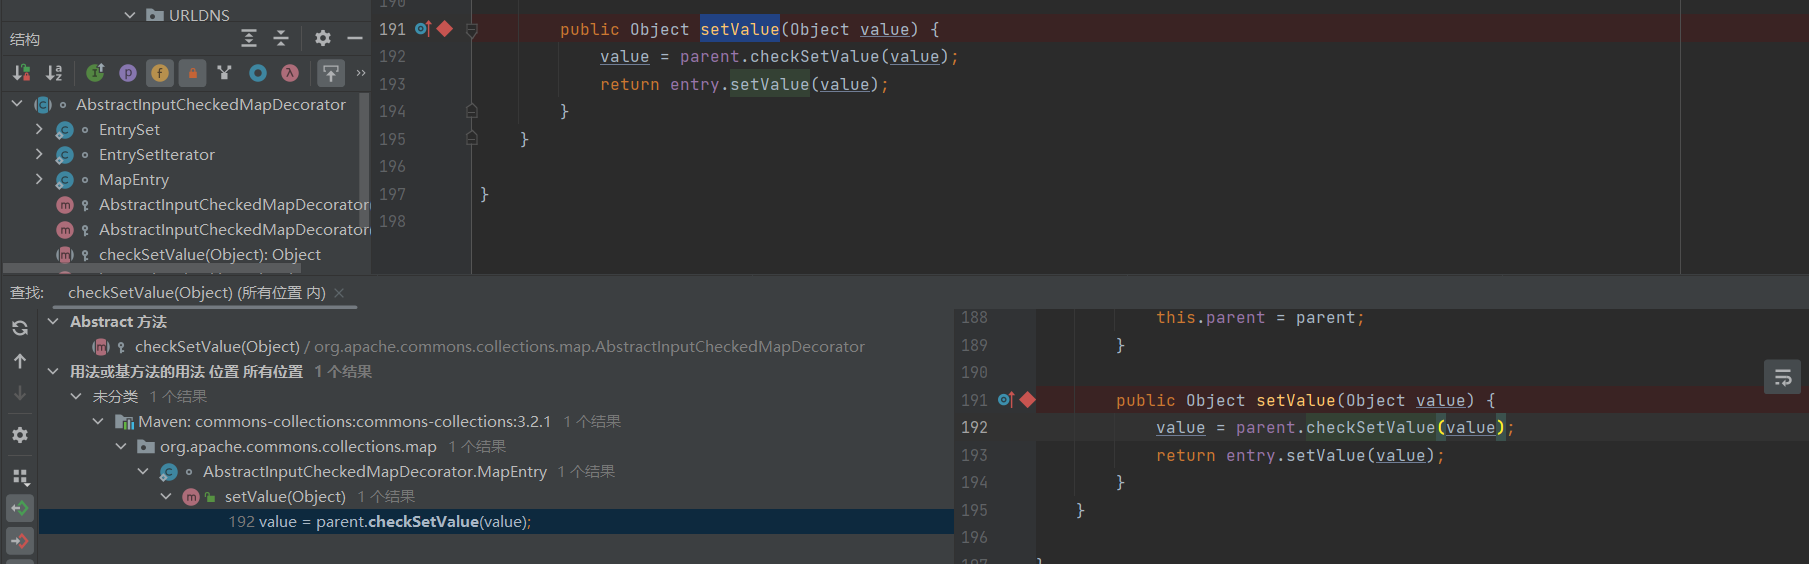 URLDNS
结构
AbstractInputCheckedMapDecorator
EntrySet
EntrySetIterator
MapEntry
AbstractInputCheckedMapDecorator(
AbstractInputCheckedMapDecorator(
checkSetValue(Object): Object
190
191 public Object setValue(Object value) {
192 value = parent.checkSetValue(value);
193 return entry.setValue(value);
194 }
195 }
196
197 }
198
查找: checkSetValue(Object) (所有位置 内) ×
Abstract 方法
checkSetValue(Object) / org.apache.commons.collections.map.AbstractInputCheckedMapDecorator
用法或基方法的用法 位置 所有位置 1 个结果
未分类 1 个结果
Maven: commons-collections:commons-collections:3.2.1 1 个结果
org.apache.commons.collections.map 1 个结果
AbstractInputCheckedMapDecorator.MapEntry 1 个结果
setValue(Object) 1 个结果
192 value = parent.checkSetValue(value);
188 this.parent = parent;
189 }
190
191 public Object setValue(Object value) {
192 value = parent.checkSetValue(value);
193 return entry.setValue(value);
194 }
195 }
196
197 }